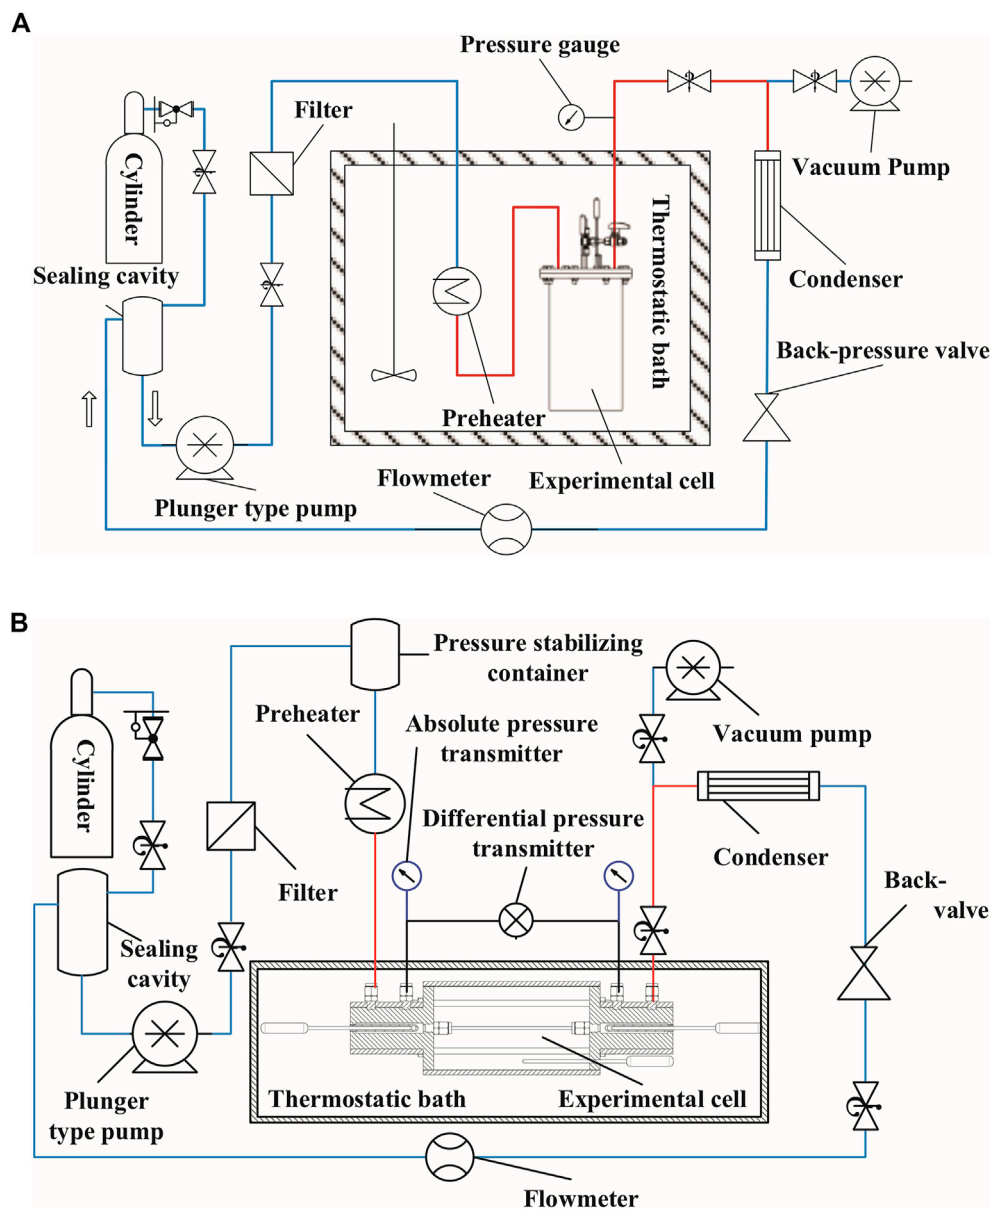 A
Pressure gauge
Filter
Cylinder
Vacuum Pump
Thermostatic bath
Sealing cavity
Condenser
Back-pressure valve
Preheater
Flowmeter
Experimental cell
Plunger type pump
B
Pressure stabilizing
container
Preheater
Absolute pressure
transmitter
Vacuum pump
Cylinder
Differential pressure
transmitter
Condenser
Filter
Back-
valve
Sealing
cavity
Plunger
type pump
Thermostatic bath
Experimental cell
Flowmeter